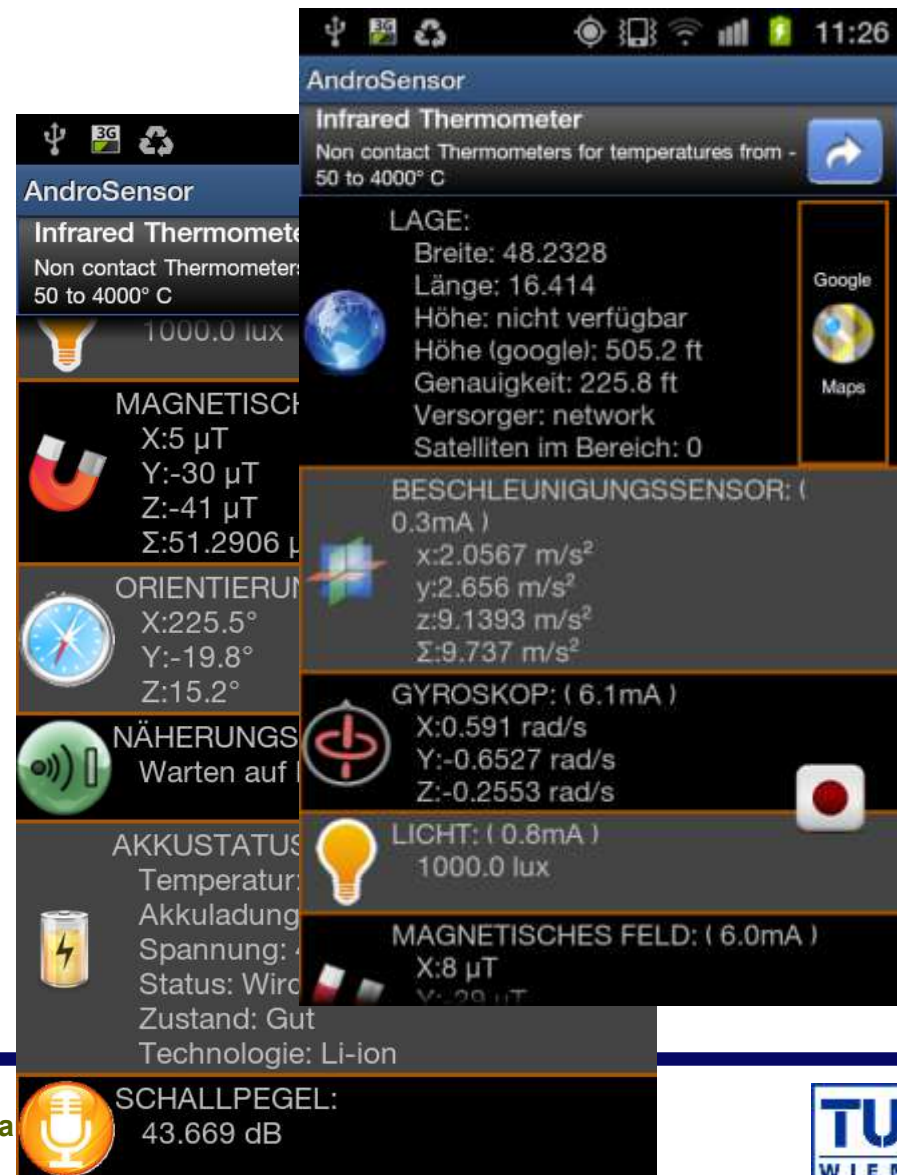 11:26
AndroSensor
Infrared Thermometer
Non contact Thermometers for temperatures from -
50 to 4000° C
LAGE:
Breite: 48.2328
Länge: 16.414
Höhe: nicht verfügbar
Höhe (google): 505.2 ft
Genauigkeit: 225.8 ft
Versorger: network
Satelliten im Bereich: 0
Google
Maps
BESCHLEUNIGUNGSSENSOR: (
0.3mA )
x:2.0567 m/s²
y:2.656 m/s²
z:9.1393 m/s²
Σ:9.737 m/s²
GYROSKOP: ( 6.1mA )
X:0.591 rad/s
Y:-0.6527 rad/s
Z:-0.2553 rad/s
LICHT: ( 0.8mA )
1000.0 lux
MAGNETISCHES FELD: ( 6.0mA )
X:8 µT
Y:-29 µT
3G
3G
AndroSensor
Infrared
Non contact
50 to 4000° C
1000.0 lux
X:5 µT
Y:-30 µT
Z:-41 µT
Σ:51.2906
X:225.5°
Y:-19.8°
Z:15.2°
Warten auf
AKKUSTATUS
Temperatur:
Akkuladung
Spannung:
Status:
Zustand: Gut
Technologie: Li-ion
SCHALLPEGEL:
43.669 dB
TU
WIEN